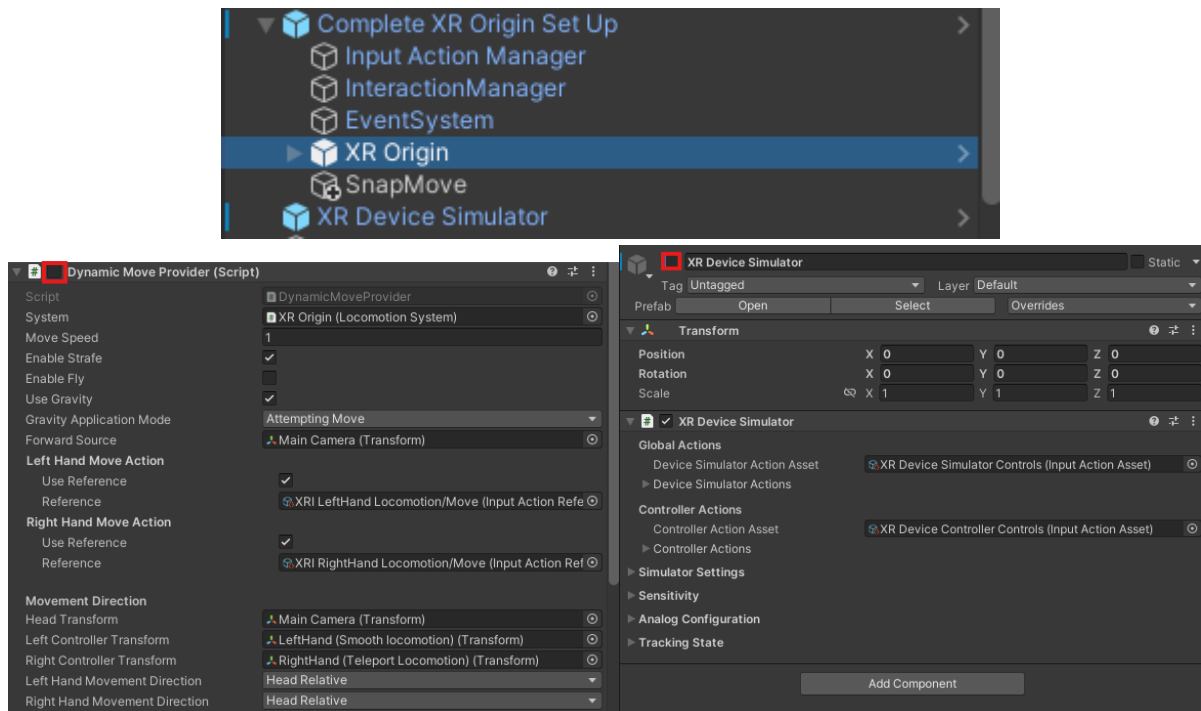 Complete XR Origin Set Up
Input Action Manager
InteractionManager
EventSystem
XR Origin
SnapMove
XR Device Simulator
Dynamic Move Provider (Script)
Script DynamicMoveProvider
System XR Origin (Locomotion System)
Move Speed 1
Enable Strafe
Enable Fly
Use Gravity
Gravity Application Mode Attempting Move
Forward Source Main Camera (Transform)
Left Hand Move Action
Use Reference
Reference XRI LeftHand Locomotion/Move (Input Action Refe
Right Hand Move Action
Use Reference
Reference XRI RightHand Locomotion/Move (Input Action Ref
Movement Direction
Head Transform Main Camera (Transform)
Left Controller Transform LeftHand (Smooth locomotion) (Transform)
Right Controller Transform RightHand (Teleport Locomotion) (Transform)
Left Hand Movement Direction Head Relative
Right Hand Movement Direction Head Relative
XR Device Simulator Static
Tag Untagged Layer Default
Prefab Open Select Overrides
Transform
Position X 0 Y 0 Z 0
Rotation X 0 Y 0 Z 0
Scale X 1 Y 1 Z 1
# XR Device Simulator
Global Actions
Device Simulator Action Asset XR Device Simulator Controls (Input Action Asset)
Device Simulator Actions
Controller Actions
Controller Action Asset XR Device Controller Controls (Input Action Asset)
Controller Actions
Simulator Settings
Sensitivity
Analog Configuration
Tracking State
Add Component